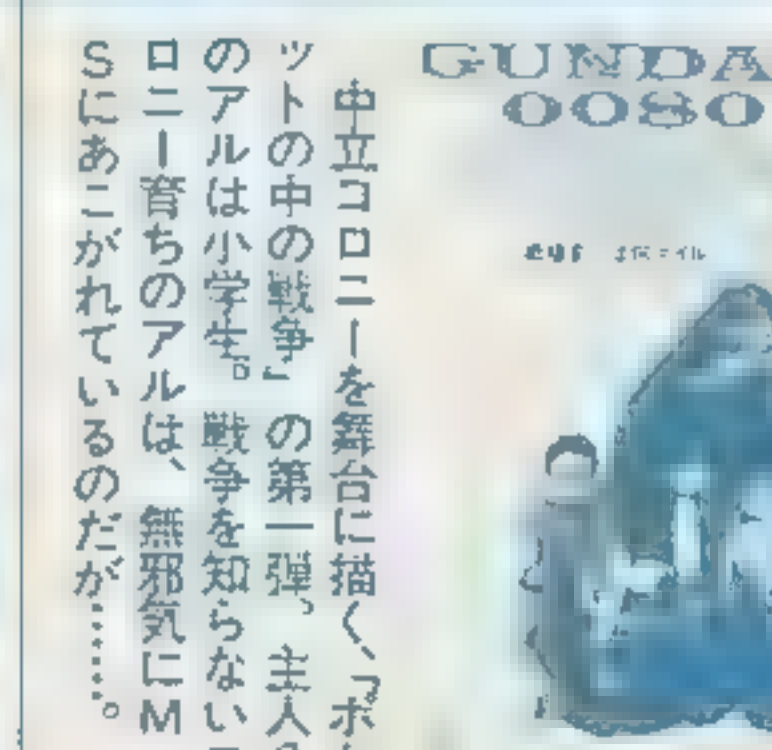 GUNDA
0080
中立コロニーを舞台に描く、「ポ
ットの中の戦争」の第一弾。主人
のアルは小学生。戦争を知らない
ロニー育ちのアルは、無邪気にM
Sにあこがれているのだが……。